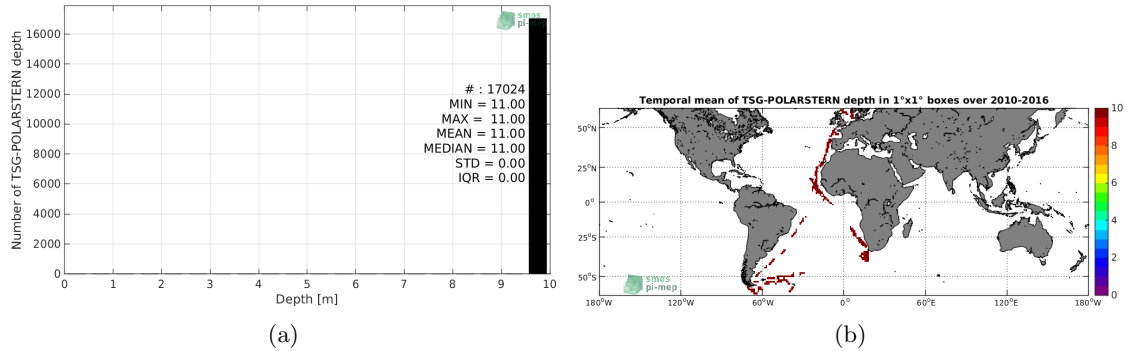 smos
pi-mep
Number of TSG-POLARSTERN depth
16000
14000
12000
10000
8000
6000
4000
2000
0
# : 17024
MIN = 11.00
MAX = 11.00
MEAN = 11.00
MEDIAN = 11.00
STD = 0.00
IQR = 0.00
0 1 2 3 4 5 6 7 8 9 10
Depth [m]
(a)
Temporal mean of TSG-POLARSTERN depth in 1°x1° boxes over 2010-2016
50°N
25°N
0°
25°S
50°S
180°W 120°W 60°W 0° 60°E 120°E 180°E
smos
pi-mep
10
8
6
4
2
0
(b)